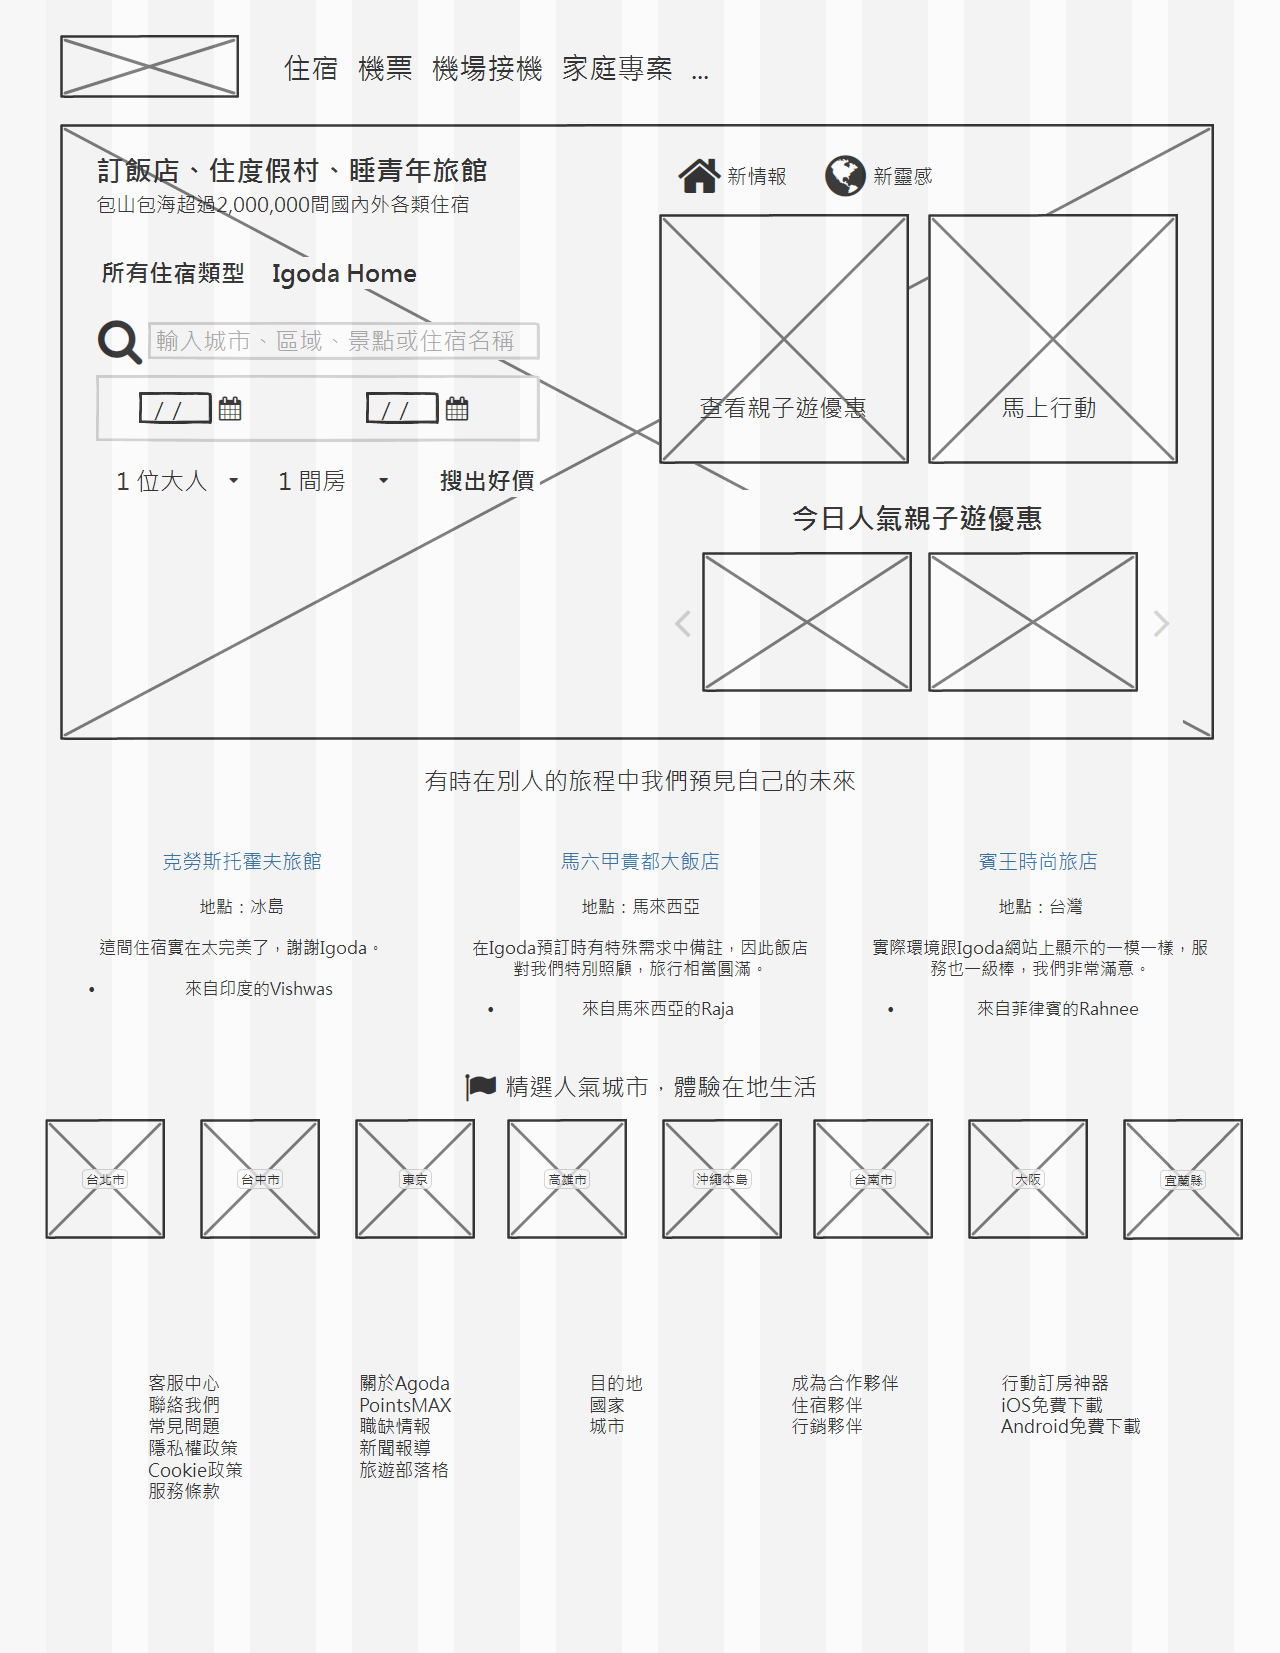 住宿 機票 機場接機 家庭專案 ...
訂飯店、住度假村、睡青年旅館
包山包海超過2,000,000間國內外各類住宿
新情報 新靈感
所有住宿類型 Igoda Home
輸入城市、區域、景點或住宿名稱
/ / / /
查看親子遊優惠 馬上行動
1 位大人 1 間房 搜出好價
今日人氣親子遊優惠
有時在別人的旅程中我們預見自己的未來
克勞斯托霍夫旅館
地點：冰島
這間住宿實在太完美了，謝謝Igoda。
• 來自印度的Vishwas
馬六甲貴都大飯店
地點：馬來西亞
在Igoda預訂時有特殊需求中備註，因此飯店
對我們特別照顧，旅行相當圓滿。
• 來自馬來西亞的Raja
賓王時尚旅店
地點：台灣
實際環境跟Igoda網站上顯示的一模一樣，服
務也一級棒，我們非常滿意。
• 來自菲律賓的Rahnee
精選人氣城市，體驗在地生活
台北市 台中市 東京 高雄市 沖繩本島 台南市 大阪 宜蘭縣
客服中心
聯絡我們
常見問題
隱私權政策
Cookie政策
服務條款
關於Agoda
PointsMAX
職缺情報
新聞報導
旅遊部落格
目的地
國家
城市
成為合作夥伴
住宿夥伴
行銷夥伴
行動訂房神器
iOS免費下載
Android免費下載